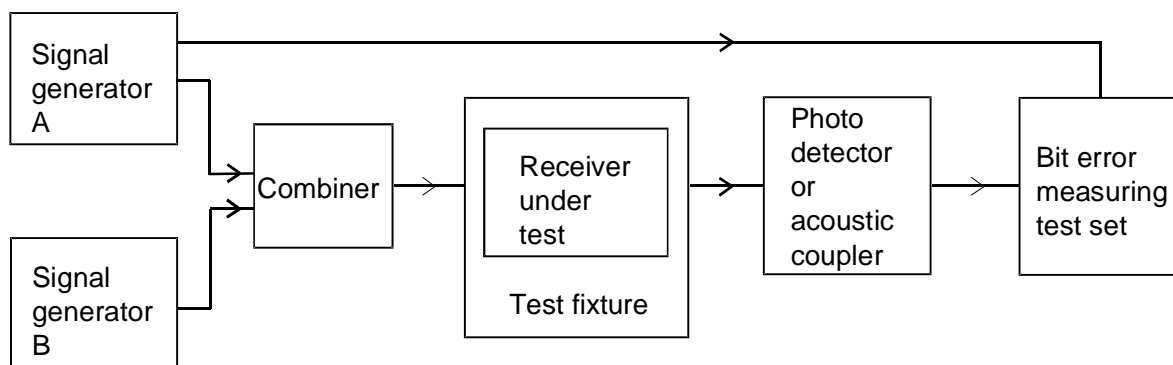 Signal
generator
A
Combiner
Signal
generator
B
Receiver
under
test
Test fixture
Photo
detector
or
acoustic
coupler
Bit error
measuring
test set